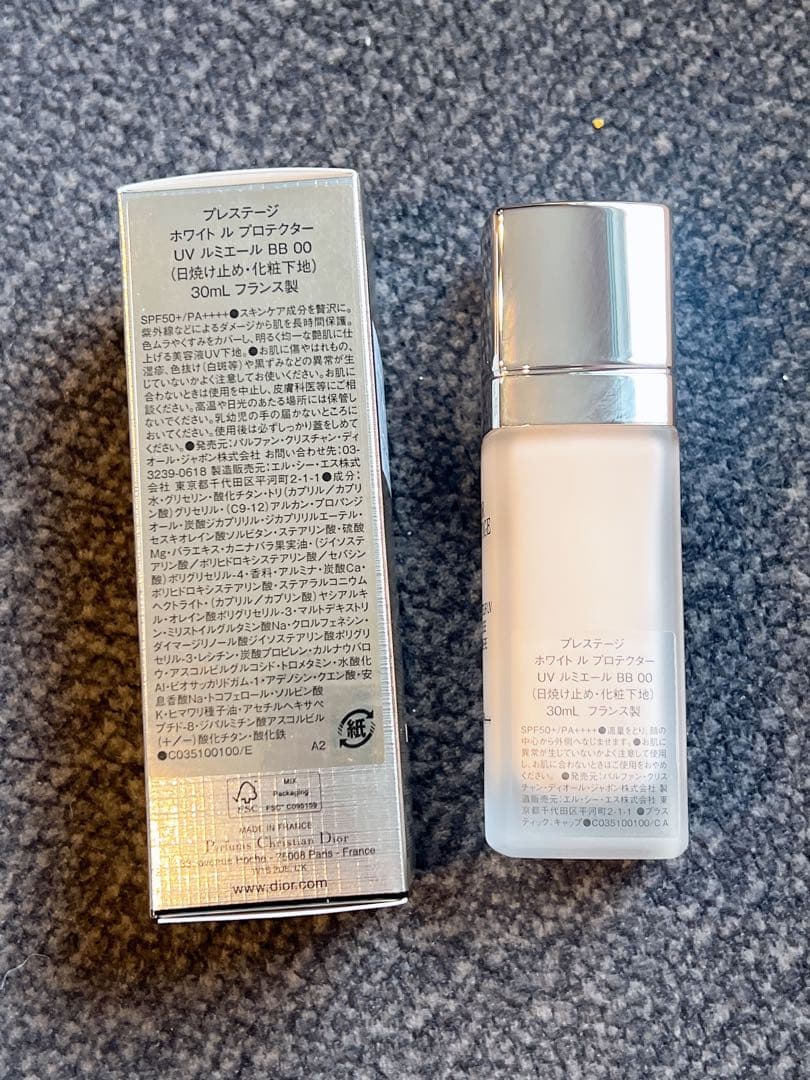 プレステージ
ホワイト ル プロテクター
UV ルミエール BB 00
(日焼け止め・化粧下地)
30mL フランス製
SPF50+/PA++++●スキンケア成分を贅沢に。
紫外線などによるダメージから肌を長時間保護。
色ムラやくすみをカバーし、明るく均一な艶肌に仕
上げる美容液UV下地。●お肌に傷やはれもの、
湿疹、色抜け(白斑等)や黒ずみなどの異常が生
じていないかよく注意してお使いください。お肌に
合わないときは使用を中止し、皮膚科医等にご相
談ください。高温や日光のあたる場所には保管し
ないでください。乳幼児の手の届かないところに
おいてください。使用後は必ずしっかり蓋をしめて
ください。●発売元:パルファン・クリスチャン・ディ
オール・ジャポン株式会社 お問い合わせ先:03-
3239-0618 製造販売元:エル・シー・エス株式
会社 東京都千代田区平河町2-1-1●成分:
水・グリセリン・酸化チタン・トリ(カプリル/カプリ
ン酸)グリセリル・(C9-12)アルカン・プロパンジ
オール・炭酸ジカプリリル・ジカプリリルエーテル・
セスキオレイン酸ソルビタン・ステアリン酸・硫酸
Mg・パラエキス・カニナバラ果実油・(ジイソステ
アリン酸/ポリヒドロキシステアリン酸/セバシン
酸)ポリグリセリル-4・香料・アルミナ・炭酸Ca・
ポリヒドロキシステアリン酸・ステアラルコニウム
ヘクトライト・(カプリル/カプリン酸)ヤシアルキ
ル・オレイン酸ポリグリセリル-3・マルトデキストリ
ン・ミリストイルグルタミン酸Na・クロルフェネシン・
ダイマージリノール酸ジイソステアリン酸ポリグリ
セリル-3・レシチン・炭酸プロピレン・カルナウバロ
ウ・アスコルビルグルコシド・トロメタミン・水酸化
Al・ビオサッカリドガム-1・アデノシン・クエン酸・安
息香酸Na・トコフェロール・ソルビン酸
K・ヒマワリ種子油・アセチルヘキサペ
プチド-8・ジパルミチン酸アスコルビル
(+/-)酸化チタン・酸化鉄・
●C035100100/E A2
紙
MIX
Packaging
FSC FSC® C095159
MADE IN FRANCE
Parfums Christian Dior
33, avenue Hoche - 75008 Paris - France
W1S 2UE, UK
www.dior.com
プレステージ
ホワイト ル プロテクター
UV ルミエール BB 00
(日焼け止め・化粧下地)
30mL フランス製
SPF50+/PA++++●適量をとり、顔の
中心から外側へなじませます。●お肌に
異常が生じていないかよく注意して使用
し、お肌に合わないときはご使用をおやめ
ください。●発売元:パルファン・クリス
チャン・ディオール・ジャポン株式会社 製
造販売元:エル・シー・エス株式会社 東
京都千代田区平河町2-1-1 ●プラス
ティック、キャップ●C035100100/C A